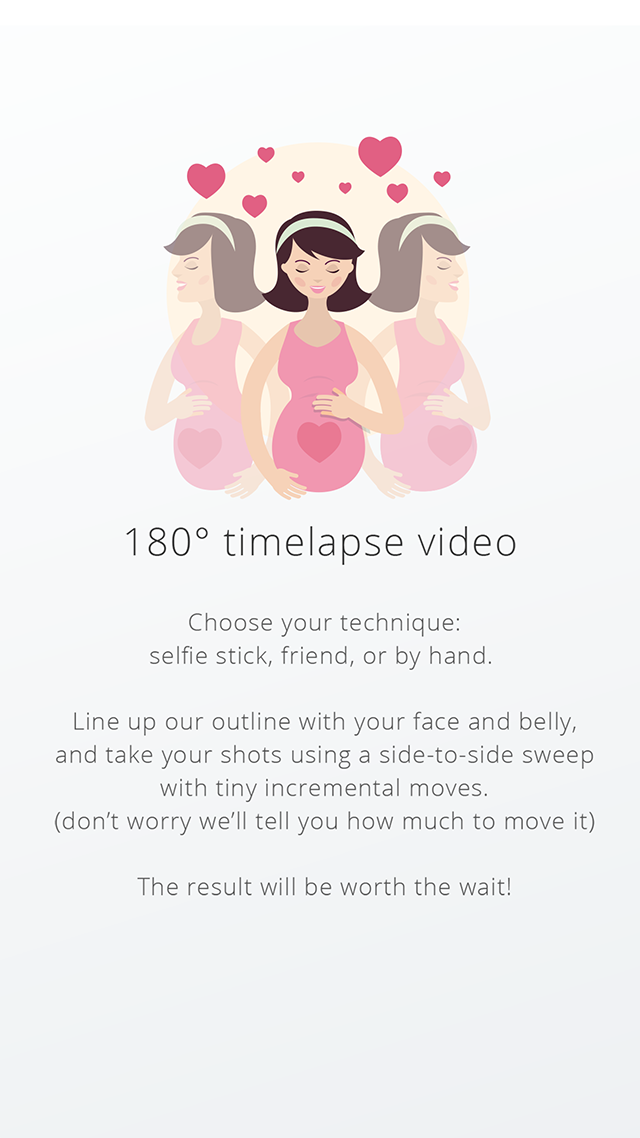 180° timelapse video
Choose your technique:
selfie stick, friend, or by hand.
Line up our outline with your face and belly,
and take your shots using a side-to-side sweep
with tiny incremental moves.
(don’t worry we’ll tell you how much to move it)
The result will be worth the wait!